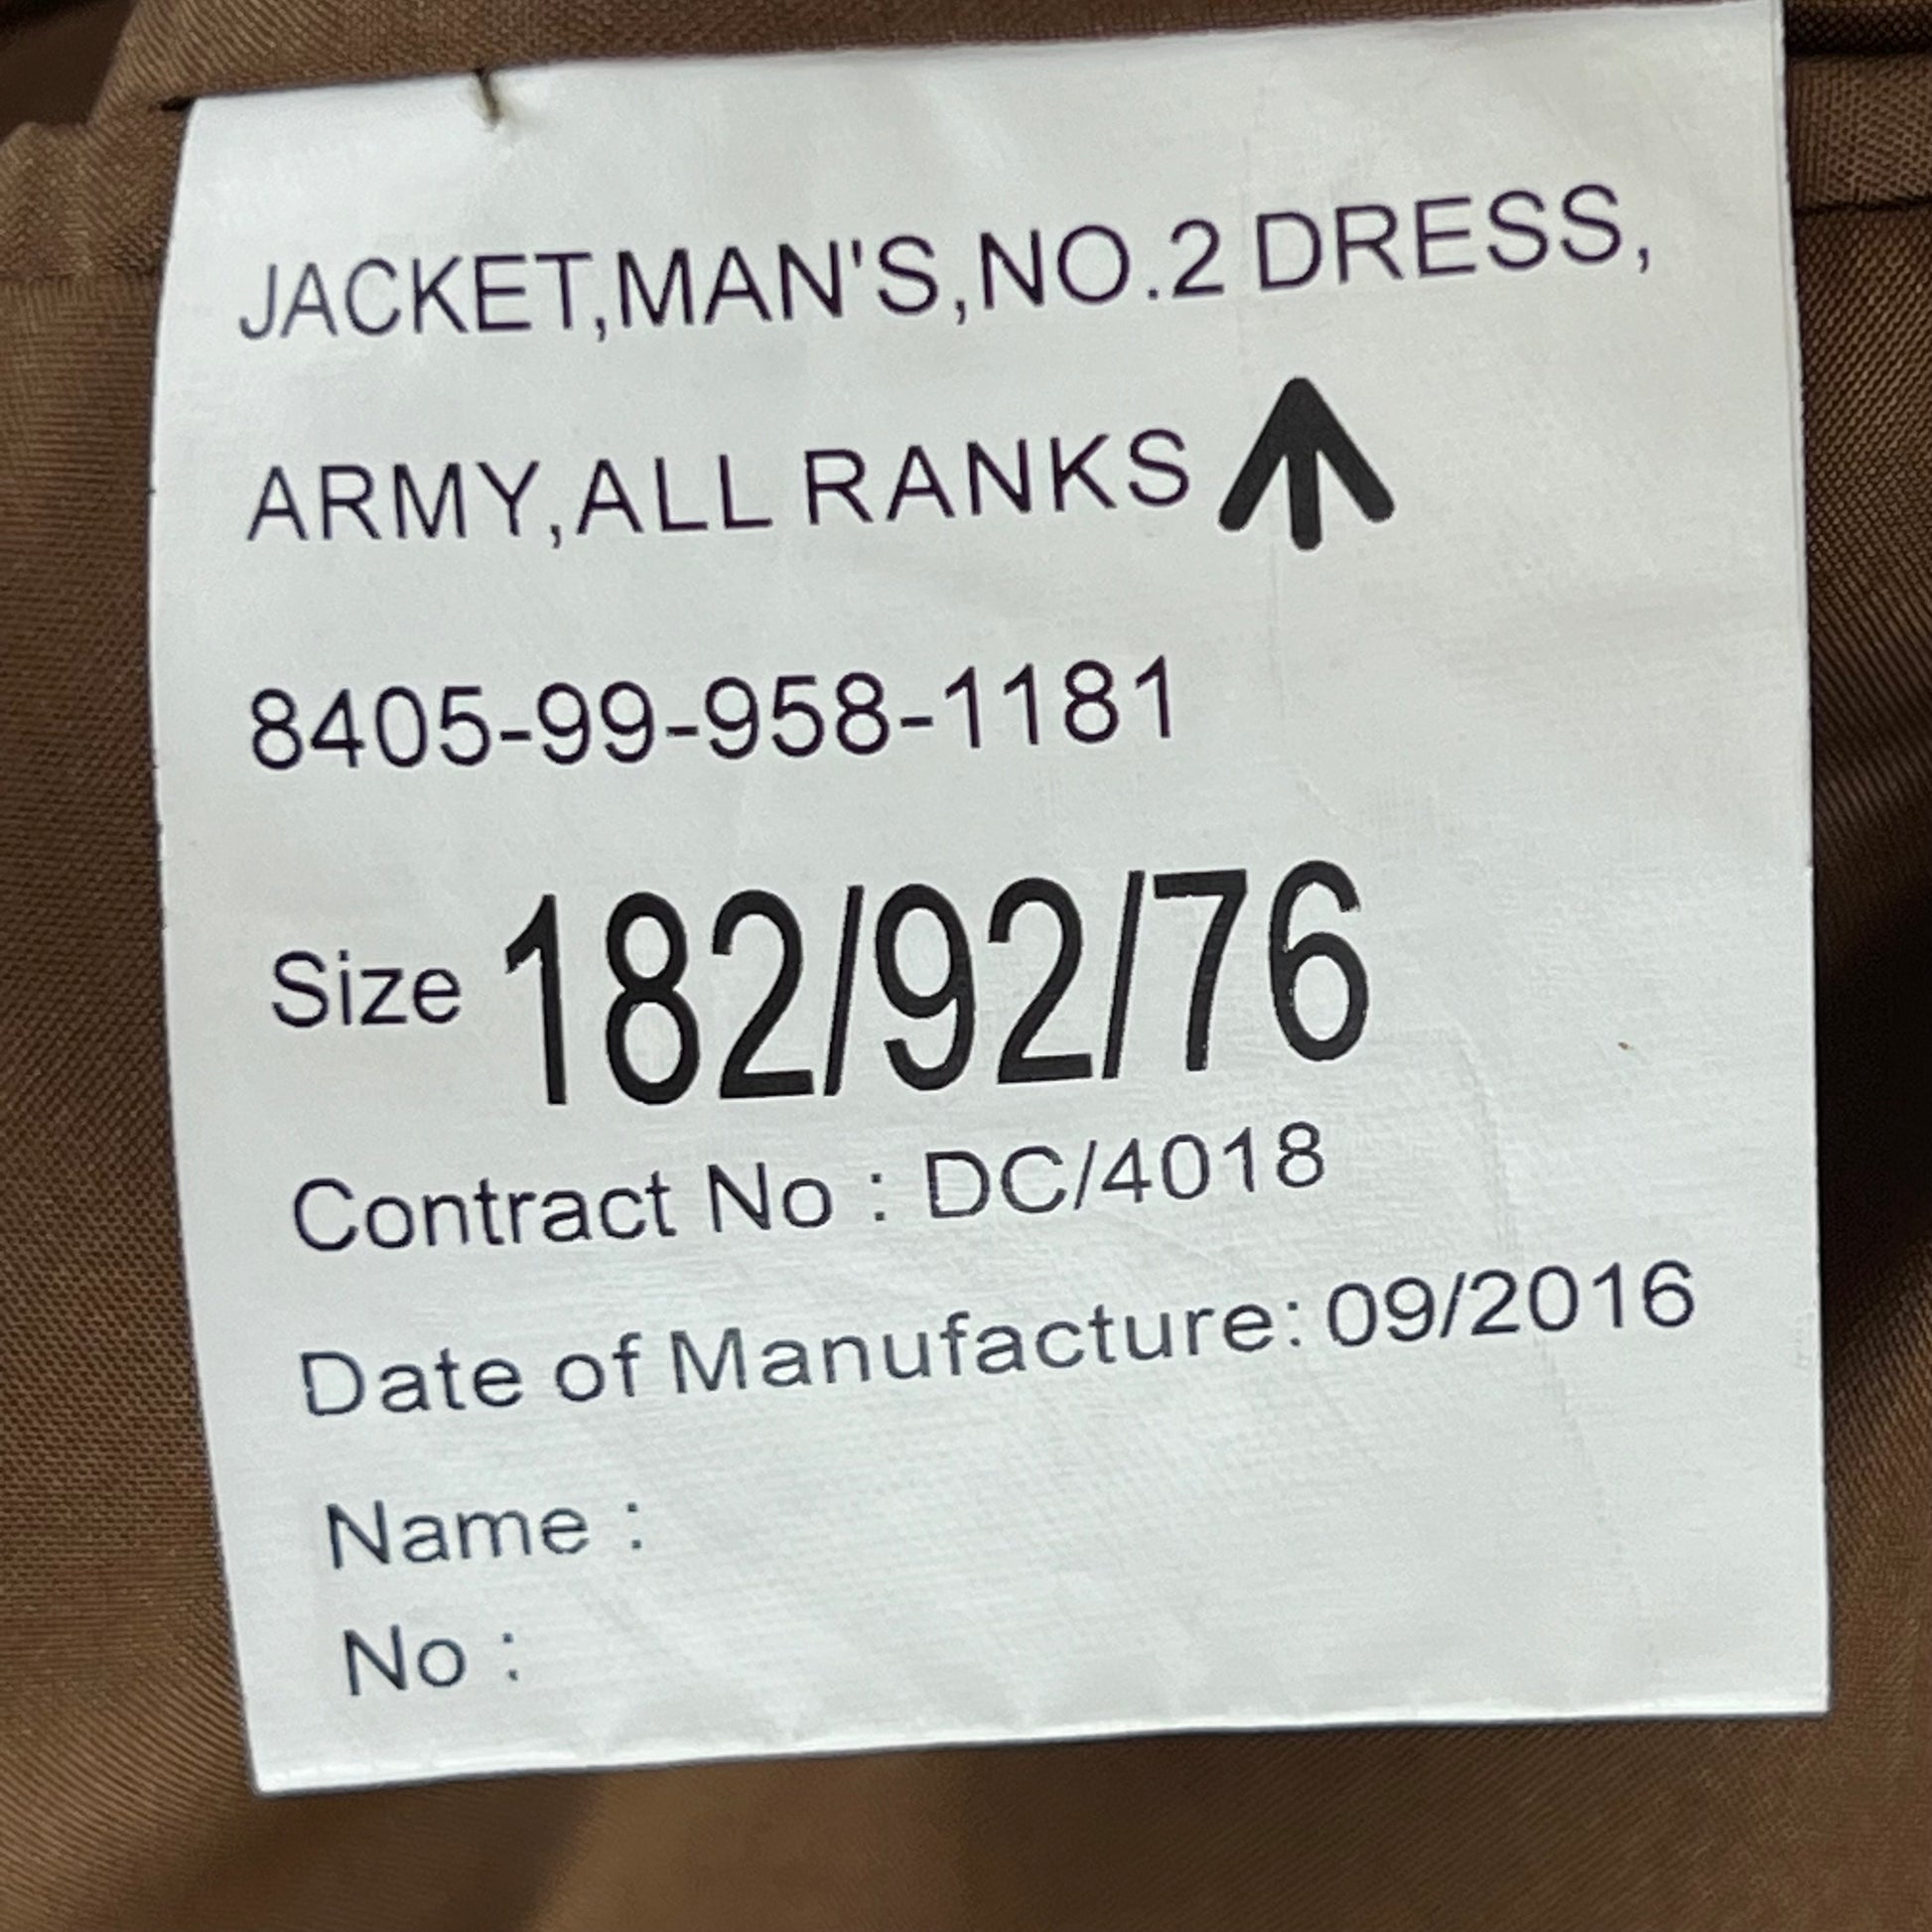 JACKET,MAN'S,NO.2 DRESS,
ARMY,ALL RANKS
8405-99-958-1181
Size 182/92/76
Contract No : DC/4018
Date of Manufacture: 09/2016
Name :
No :